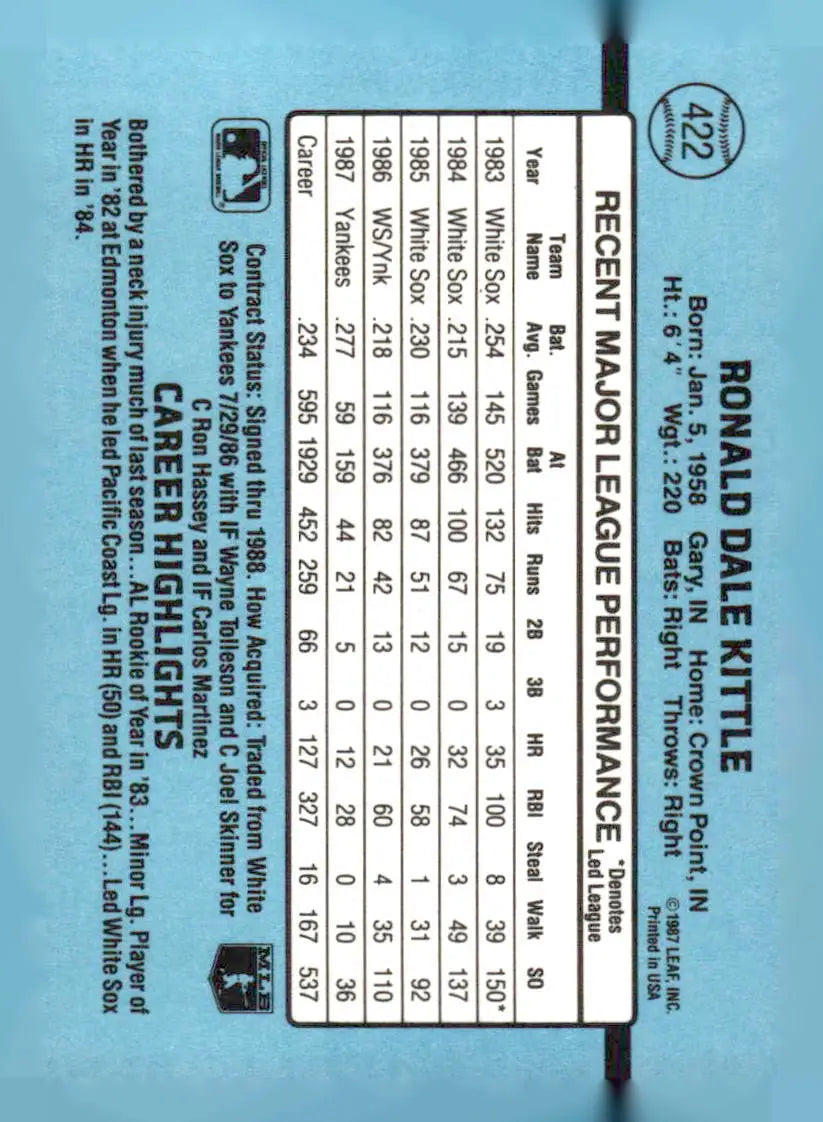 422
RONALD DALE KITTLE
Born: Jan. 5, 1958 Gary, IN Home: Crown Point, IN
Ht.: 6' 4" Wgt.: 220 Bats: Right Throws: Right
©1987 LEAF, INC.
Printed in USA
RECENT MAJOR LEAGUE PERFORMANCE *Denotes Led League
Year Team Name Bat. Avg. Games At Bat Hits Runs 2B 3B HR RBI Steal Walk SO
1983 White Sox .254 145 520 132 75 19 3 35 100 8 39 150*
1984 White Sox .215 139 466 100 67 15 0 32 74 3 49 137
1985 White Sox .230 116 379 87 51 12 0 26 58 1 31 92
1986 WS/Ynk .218 116 376 82 42 13 0 21 60 4 35 110
1987 Yankees .277 59 159 44 21 5 0 12 28 0 10 36
Career .234 595 1929 452 259 66 3 127 327 16 167 537
Contract Status: Signed thru 1988. How Acquired: Traded from White
Sox to Yankees 7/29/86 with IF Wayne Tolleson and C Joel Skinner for
C Ron Hassey and IF Carlos Martinez
MLB
CAREER HIGHLIGHTS
Bothered by a neck injury much of last season...AL Rookie of Year in '83...Minor Lg. Player of
Year in '82 at Edmonton when he led Pacific Coast Lg. in HR (50) and RBI (144)...Led White Sox
in HR in '84.